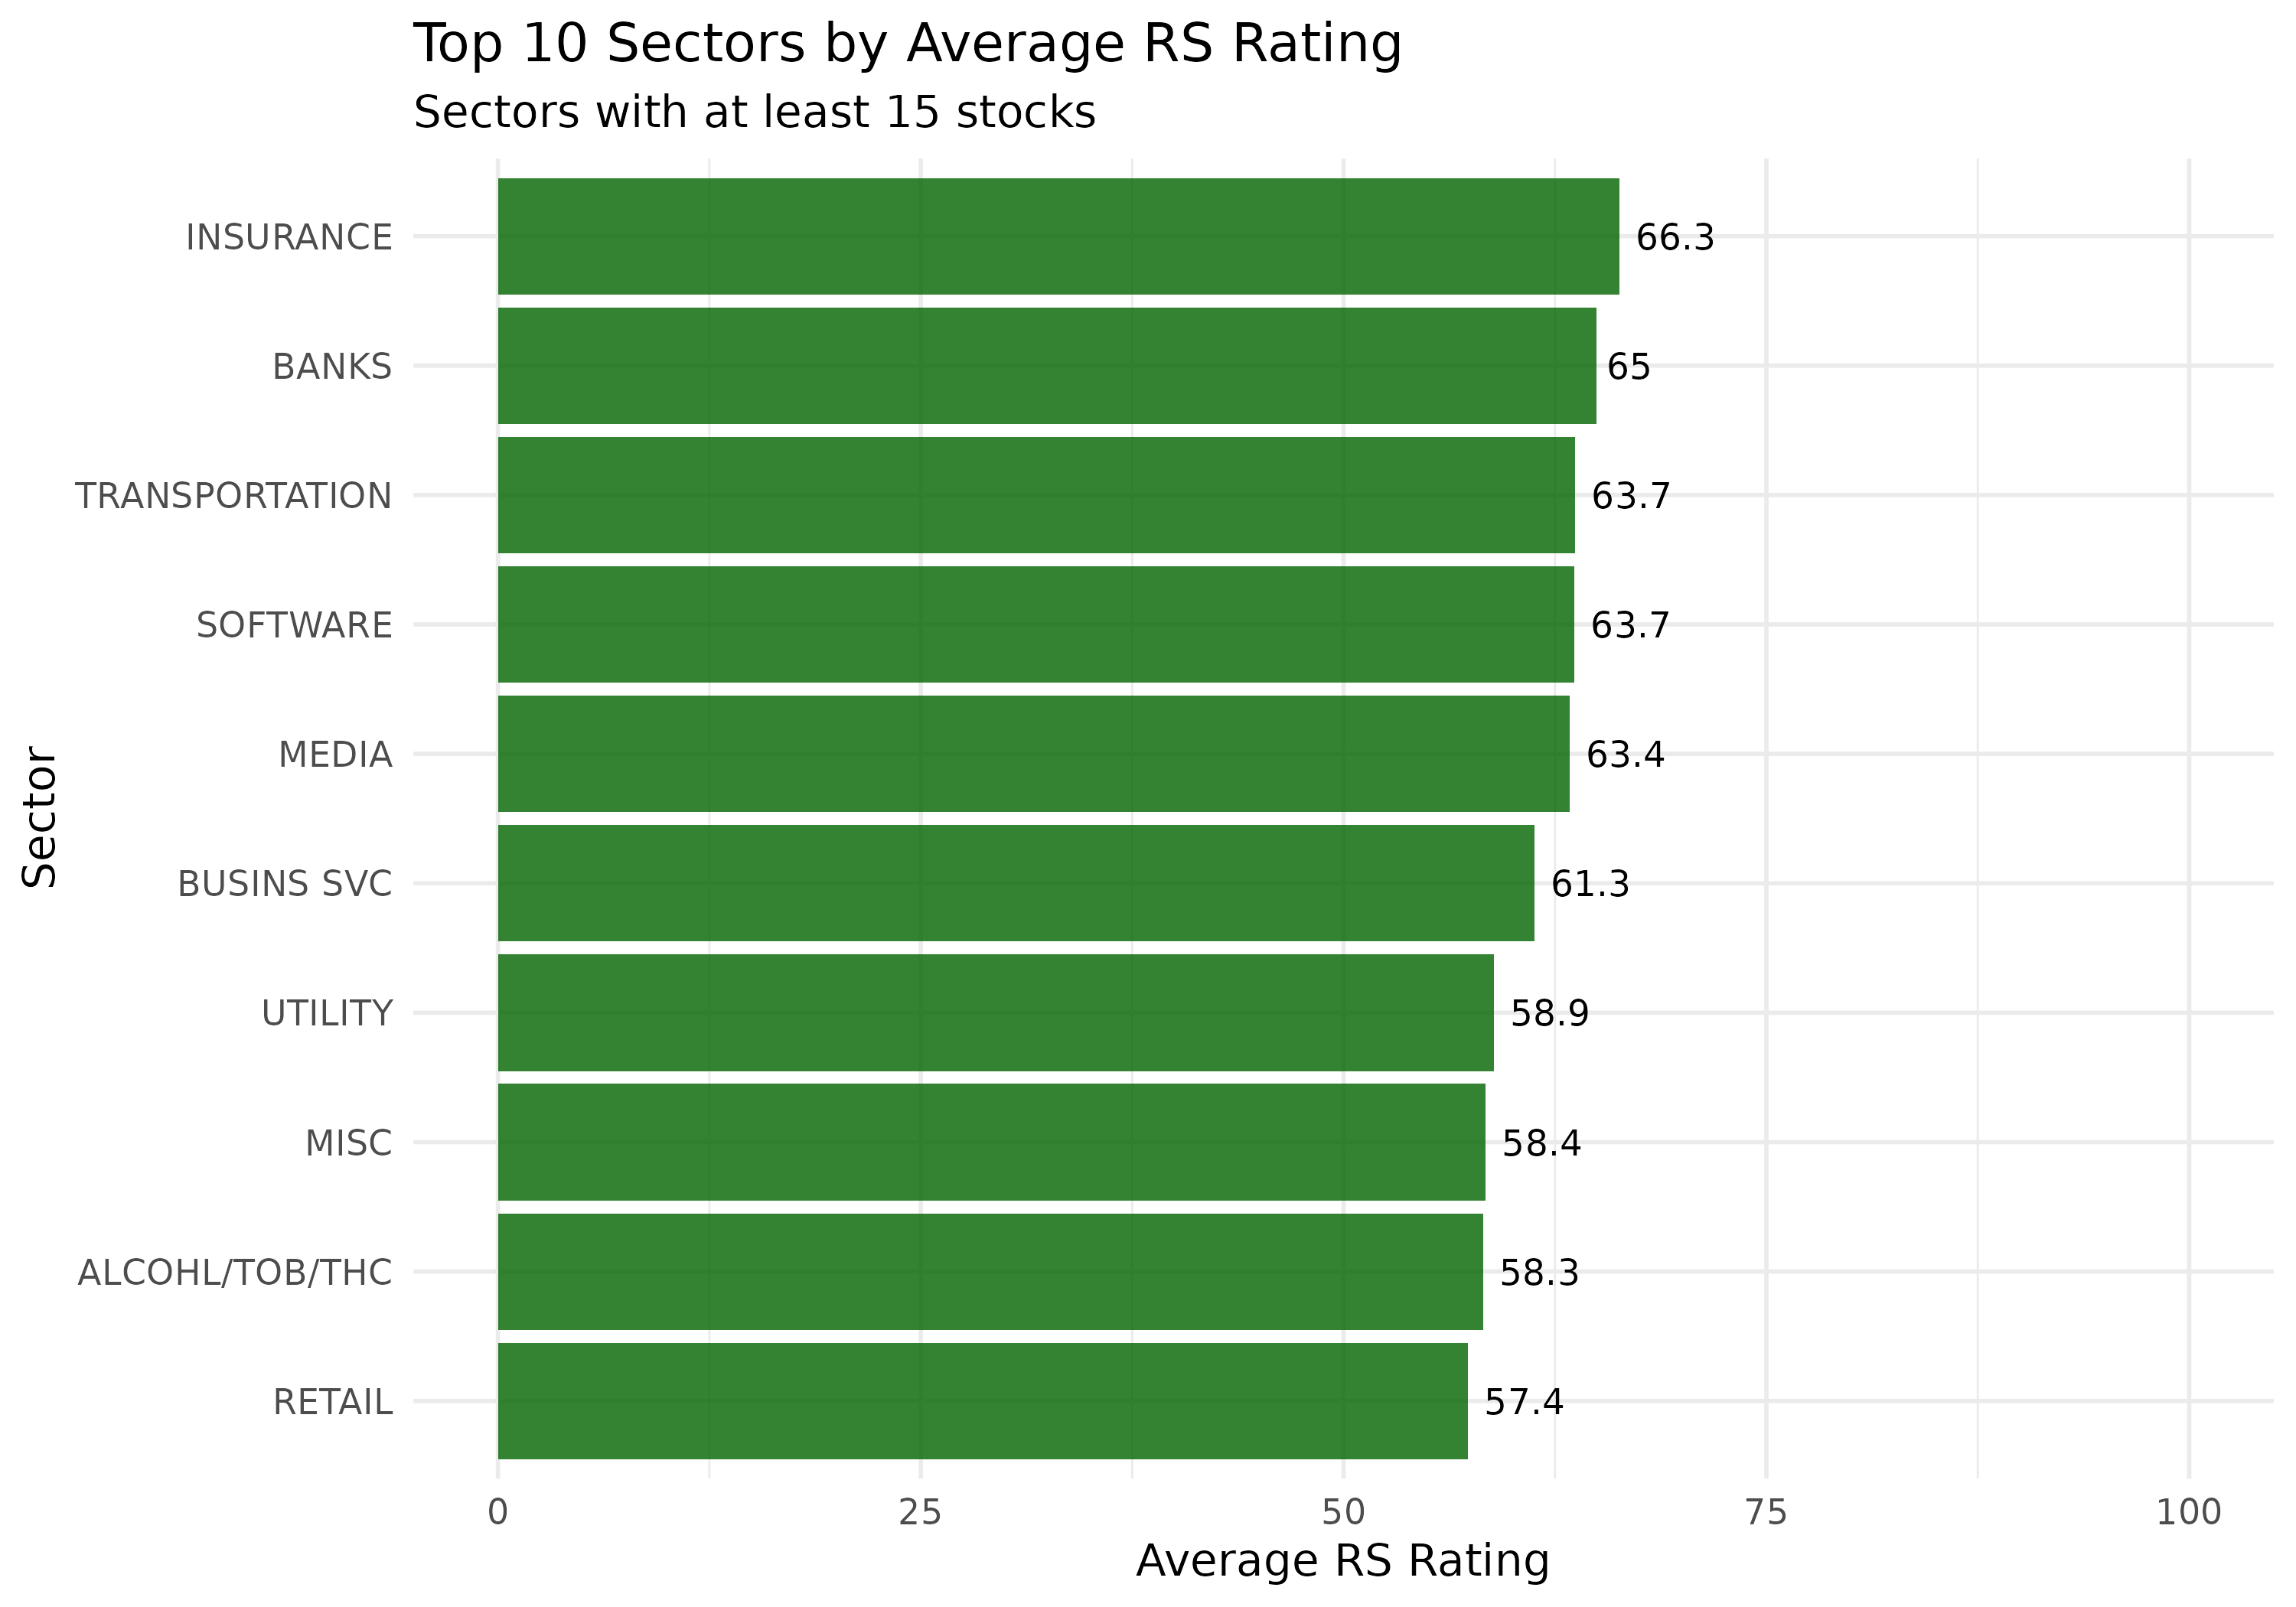 Top 10 Sectors by Average RS Rating
Sectors with at least 15 stocks
INSURANCE 66.3
BANKS 65
TRANSPORTATION 63.7
SOFTWARE 63.7
MEDIA 63.4
BUSINS SVC 61.3
UTILITY 58.9
MISC 58.4
ALCOHL/TOB/THC 58.3
RETAIL 57.4
Sector
0 25 50 75 100
Average RS Rating